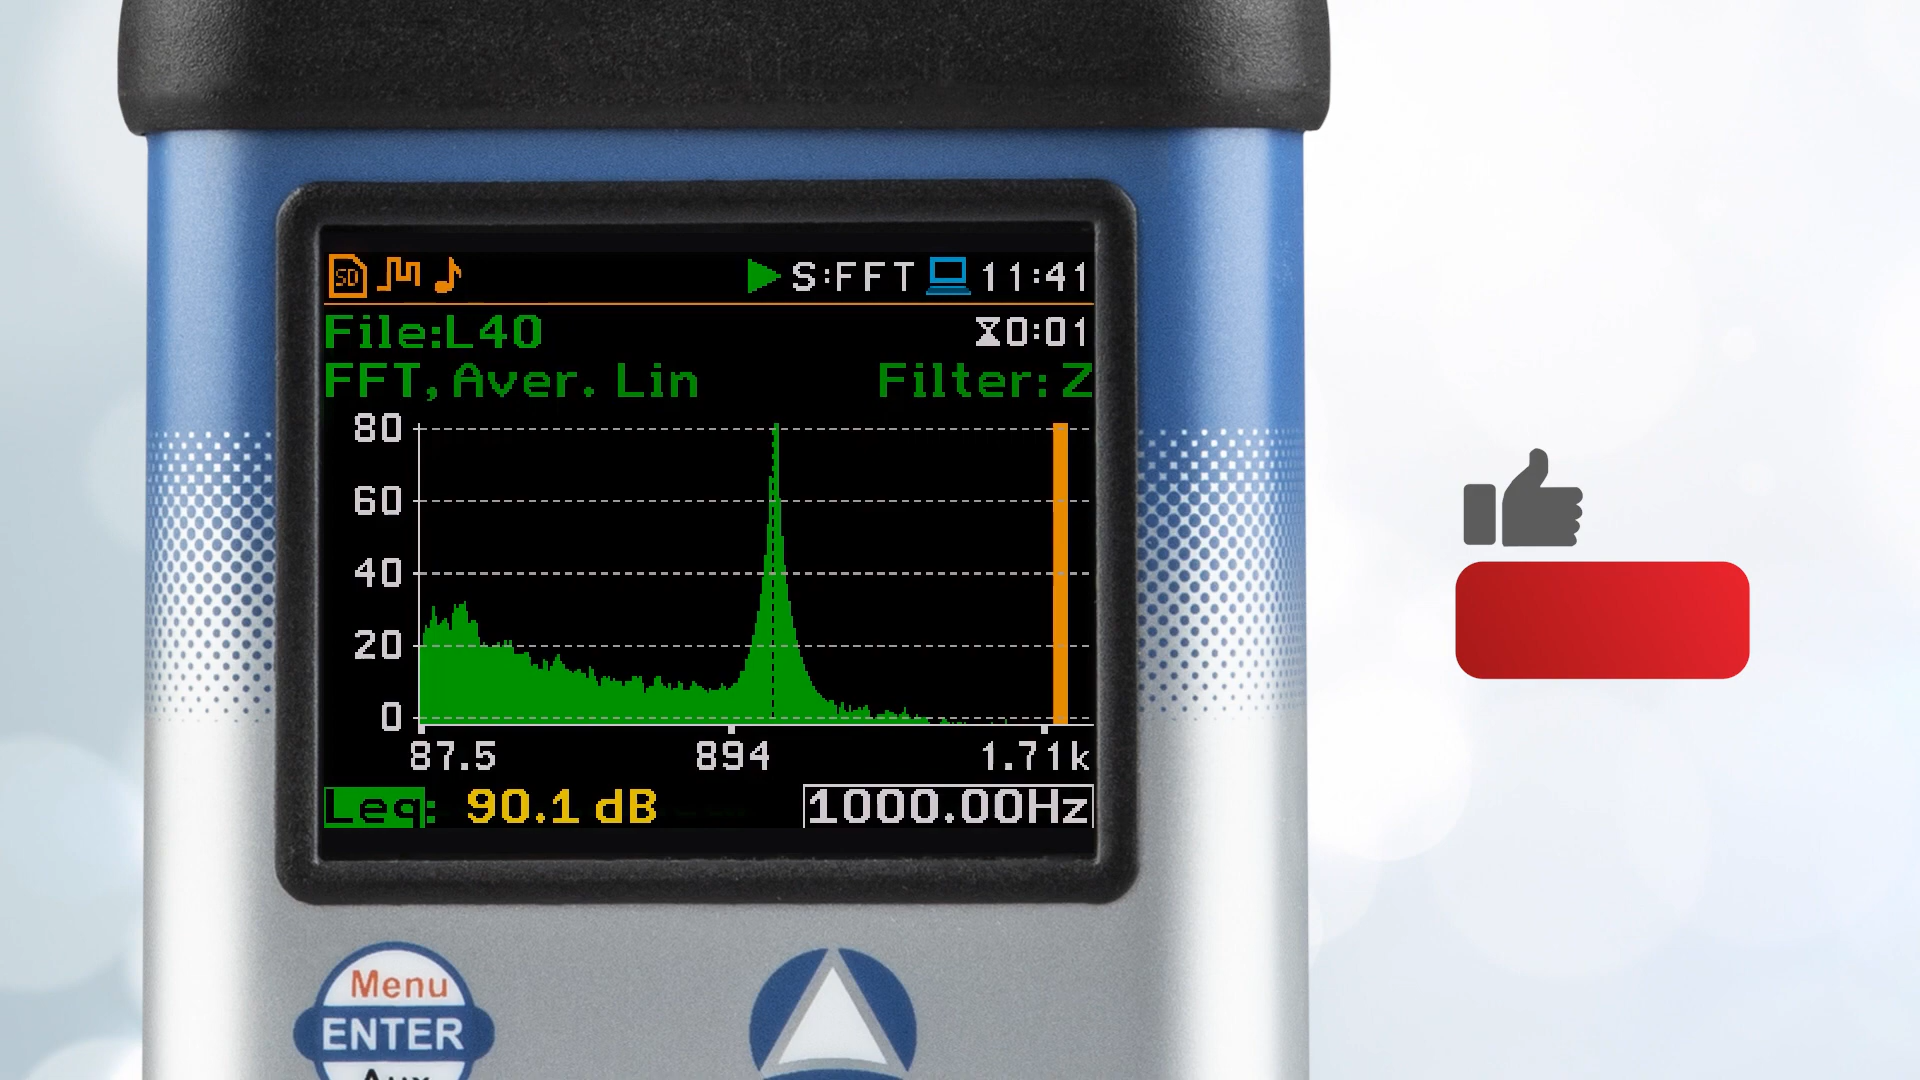 SD S:FFT 11:41
File:L40 0:01
FFT, Aver. Lin Filter: Z
80
60
40
20
0
87.5 894 1.71k
Leq: 90.1 dB 1000.00Hz
Menu
ENTER